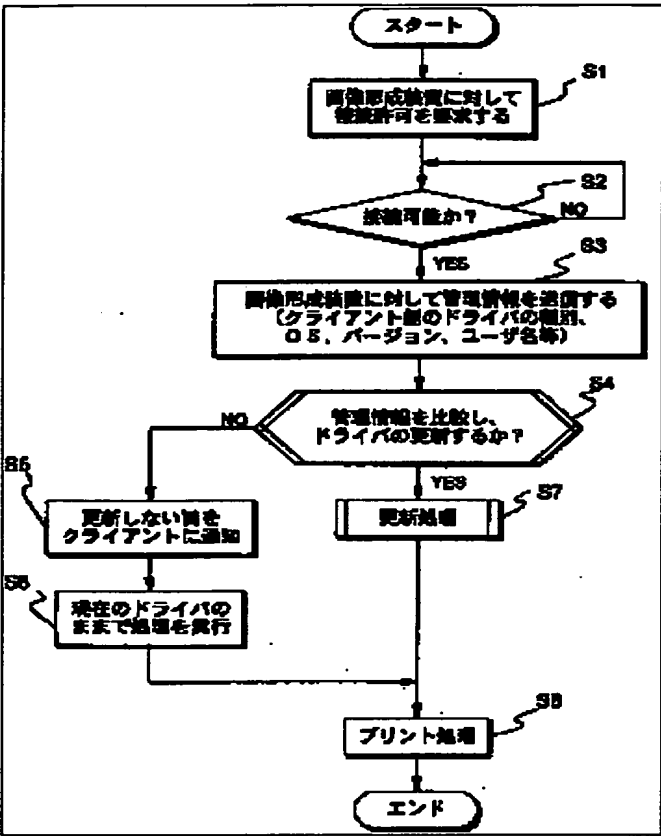 スタート
S1
画像形成装置に対して
接続許可を要求する
S2
接続可能か？
NO
YES
S3
画像形成装置に対して管理情報を送信する
（クライアント側のドライバの種別、
OS、バージョン、ユーザ名等）
S4
管理情報を比較し、
ドライバの更新するか？
NO
YES
S5
更新しない旨を
クライアントに通知
S7
更新処理
S6
現在のドライバの
ままで処理を実行
S8
プリント処理
エンド